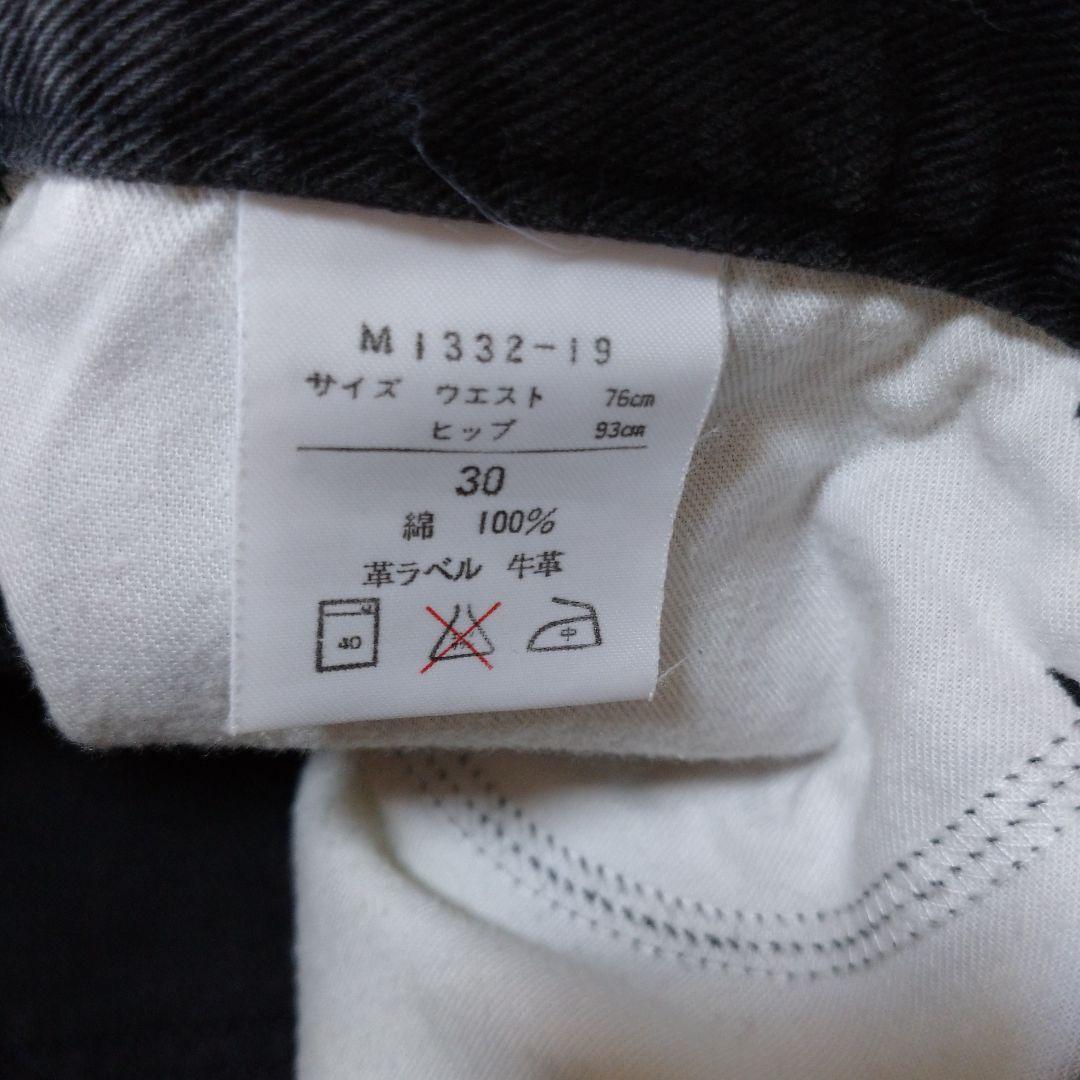 M1332-19
サイズ ウエスト 76cm
ヒップ 93cm
30
綿 100%
革ラベル 牛革
40
中